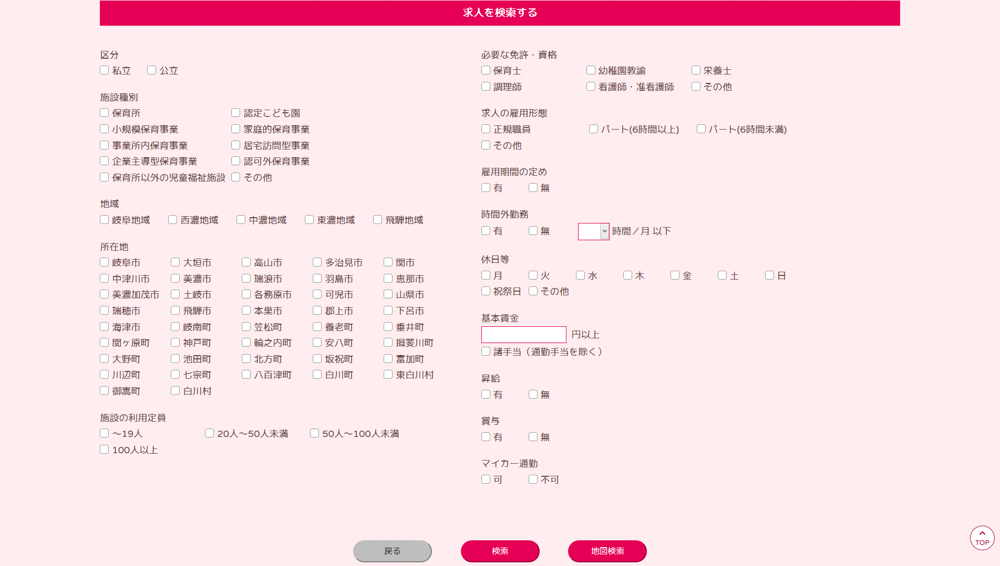 求人を検索する
区分
私立 公立
施設種別
保育所 認定こども園
小規模保育事業 家庭的保育事業
事業所内保育事業 居宅訪問型事業
企業主導型保育事業 認可外保育事業
保育所以外の児童福祉施設 その他
地域
岐阜地域 西濃地域 中濃地域 東濃地域 飛騨地域
所在地
岐阜市 大垣市 高山市 多治見市 関市
中津川市 美濃市 瑞浪市 羽島市 恵那市
美濃加茂市 土岐市 各務原市 可児市 山県市
瑞穂市 飛騨市 本巣市 郡上市 下呂市
海津市 岐南町 笠松町 養老町 垂井町
関ヶ原町 神戸町 輪之内町 安八町 揖斐川町
大野町 池田町 北方町 坂祝町 富加町
川辺町 七宗町 八百津町 白川町 東白川村
御嵩町 白川村
施設の利用定員
～19人 20人～50人未満 50人～100人未満
100人以上
必要な免許・資格
保育士 幼稚園教諭 栄養士
調理師 看護師・准看護師 その他
求人の雇用形態
正規職員 パート(6時間以上) パート(6時間未満)
その他
雇用期間の定め
有 無
時間外勤務
有 無 時間／月 以下
休日等
月 火 水 木 金 土 日
祝祭日 その他
基本賃金
円以上
諸手当（通勤手当を除く）
昇給
有 無
賞与
有 無
マイカー通勤
可 不可
戻る 検索 地図検索
TOP